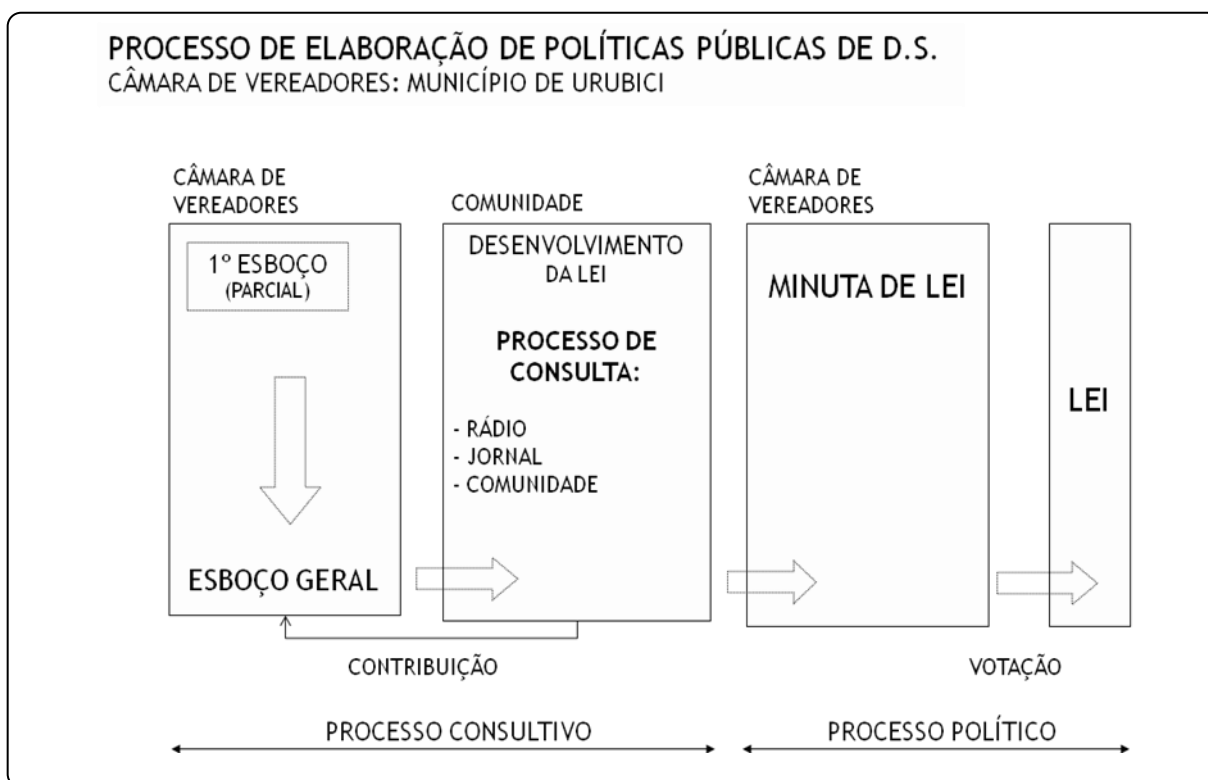 PROCESSO DE ELABORAÇÃO DE POLÍTICAS PÚBLICAS DE D.S.
CÂMARA DE VEREADORES: MUNICÍPIO DE URUBICI
CÂMARA DE
VEREADORES
1º ESBOÇO
(PARCIAL)
ESBOÇO GERAL
COMUNIDADE
DESENVOLVIMENTO
DA LEI
PROCESSO DE
CONSULTA:
- RÁDIO
- JORNAL
- COMUNIDADE
CÂMARA DE
VEREADORES
MINUTA DE LEI
LEI
CONTRIBUIÇÃO
VOTAÇÃO
PROCESSO CONSULTIVO
PROCESSO POLÍTICO